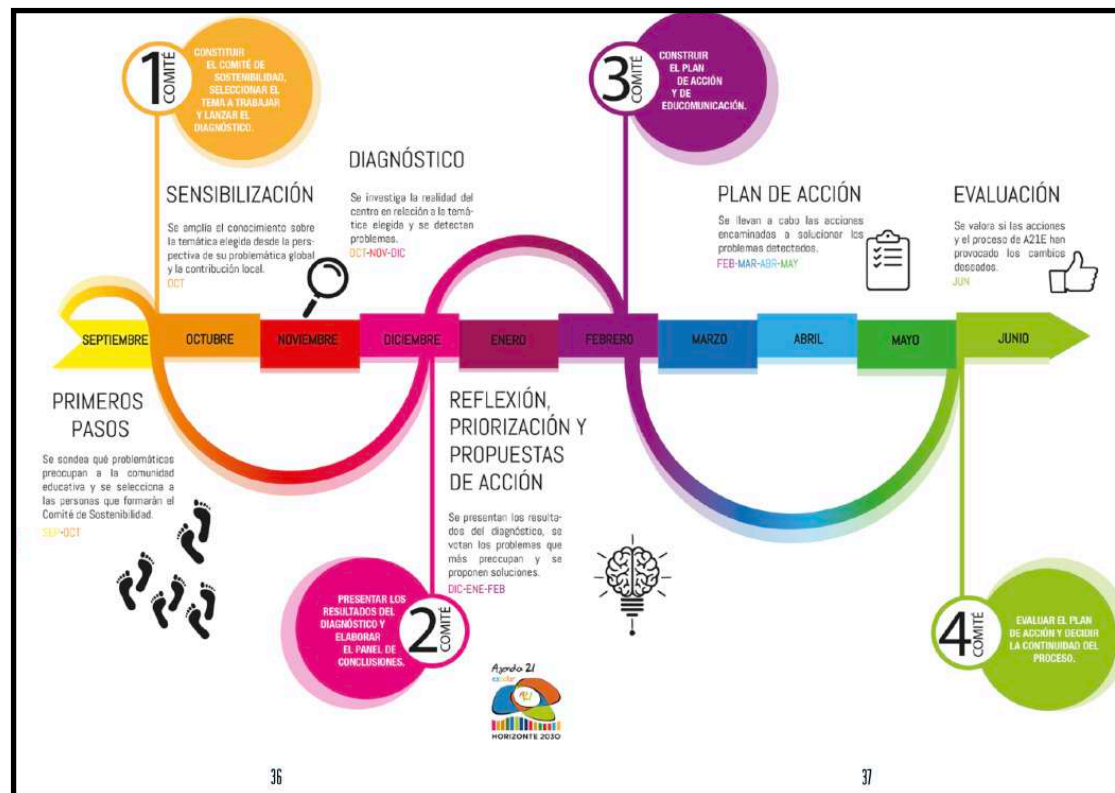 1
COMITÉ
CONSTITUIR
EL COMITÉ DE
SOSTENIBILIDAD,
SELECCIONAR EL
TEMA A TRABAJAR
Y LANZAR EL
DIAGNÓSTICO.
3
COMITÉ
CONSTRUIR
EL PLAN
DE ACCIÓN
Y DE
EDUCOMUNICACIÓN.
SENSIBILIZACIÓN
Se amplía el conocimiento sobre
la temática elegida desde la pers-
pectiva de su problemática global
y la contribución local.
OCT
DIAGNÓSTICO
Se investiga la realidad del
centro en relación a la temá-
tica elegida y se detectan
problemas.
OCT-NOV-DIC
PLAN DE ACCIÓN
Se llevan a cabo las acciones
encaminadas a solucionar los
problemas detectados.
FEB-MAR-ABR-MAY
EVALUACIÓN
Se valora si las acciones
y el proceso de A21E han
provocado los cambios
deseados.
JUN
SEPTIEMBRE
OCTUBRE
NOVIEMBRE
DICIEMBRE
ENERO
FEBRERO
MARZO
ABRIL
MAYO
JUNIO
PRIMEROS
PASOS
Se sondea qué problemáticas
preocupan a la comunidad
educativa y se selecciona a
las personas que formarán el
Comité de Sostenibilidad.
SEP-OCT
REFLEXIÓN,
PRIORIZACIÓN Y
PROPUESTAS
DE ACCIÓN
Se presentan los resulta-
dos del diagnóstico, se
votan los problemas que
más preocupan y se
proponen soluciones.
DIC-ENE-FEB
PRESENTAR LOS
RESULTADOS DEL
DIAGNÓSTICO Y
ELABORAR
EL PANEL DE
CONCLUSIONES.
2
COMITÉ
4
COMITÉ
EVALUAR EL PLAN
DE ACCIÓN Y DECIDIR
LA CONTINUIDAD DEL
PROCESO.
Agenda 21
escolar
HORIZONTE 2030
36
37